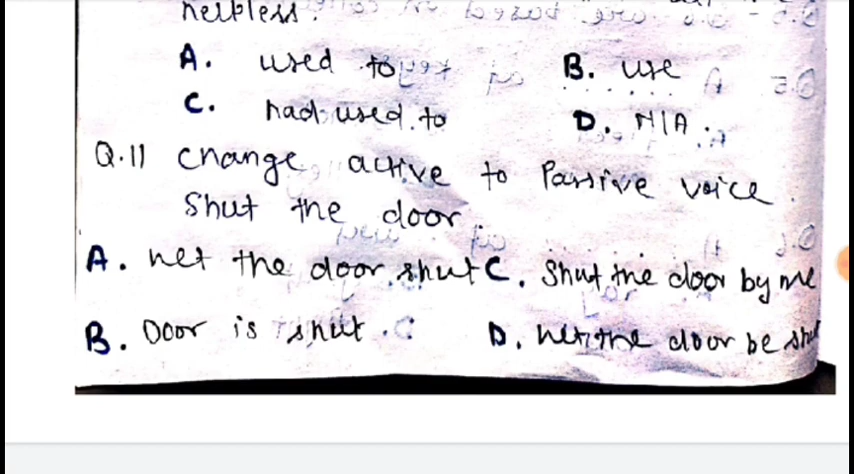 helpless.
A. used to B. use
C. had used to D. N/A.
Q.11 Change active to Passive voice.
Shut the door.
A. Let the door shut C. Shut the door by me
B. Door is shut. D. Let the door be shut